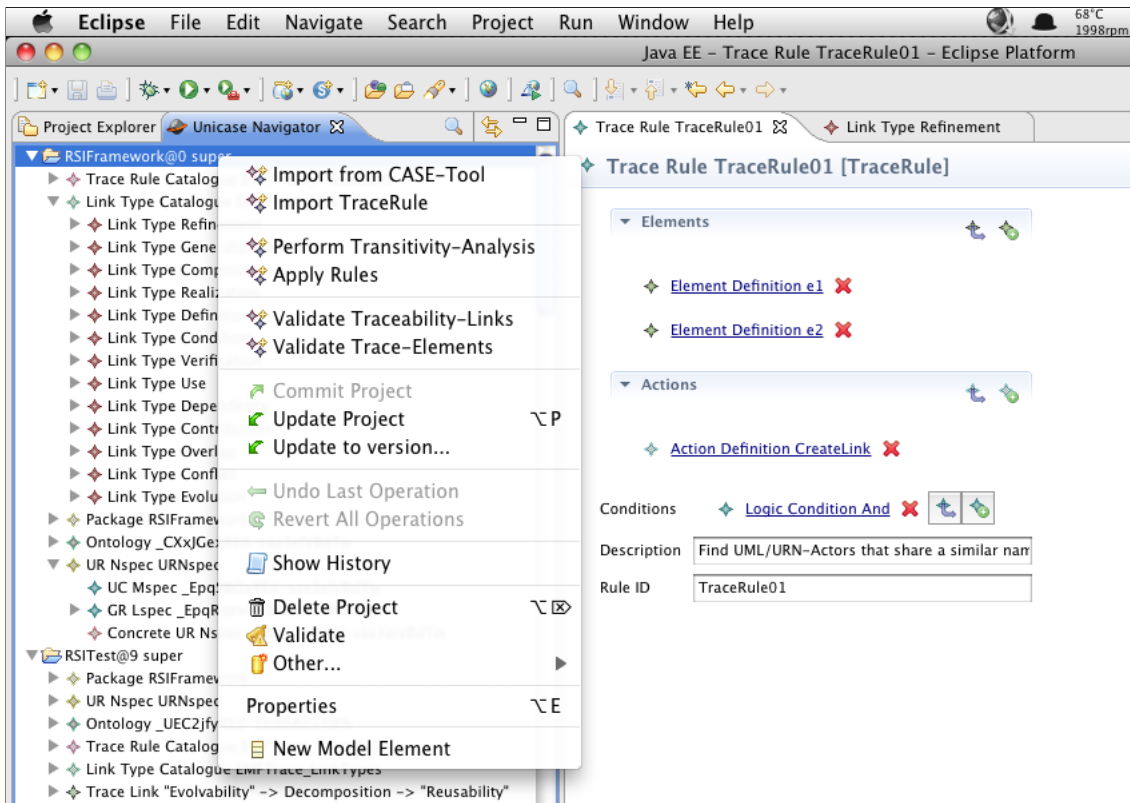 Eclipse File Edit Navigate Search Project Run Window Help 68°C
1998rpm
Java EE – Trace Rule TraceRule01 – Eclipse Platform
Project Explorer Unicase Navigator Trace Rule TraceRule01 Link Type Refinement
RSIFramework@0 super
Trace Rule Catalog
Link Type Catalogu
Link Type Refin
Link Type Gene
Link Type Comp
Link Type Realiz
Link Type Defin
Link Type Cond
Link Type Verifi
Link Type Use
Link Type Depe
Link Type Contr
Link Type Overl
Link Type Confl
Link Type Evolu
Package RSIFramew
Ontology _CXxJGe
UR Nspec URNspec
UC Mspec _Epq
GR Lspec _EpqR
Concrete UR Ns
RSITest@9 super
Package RSIFramew
UR Nspec URNspec
Ontology _UEC2jfy
Trace Rule Catalog
Link Type Catalogue EMFTrace_LinkTypes
Trace Link "Evolvability" -> Decomposition -> "Reusability"
Import from CASE-Tool
Import TraceRule
Perform Transitivity-Analysis
Apply Rules
Validate Traceability-Links
Validate Trace-Elements
Commit Project
Update Project ⌥P
Update to version...
Undo Last Operation
Revert All Operations
Show History
Delete Project ⌥⌦
Validate
Other...
Properties ⌥E
New Model Element
Trace Rule TraceRule01 [TraceRule]
Elements
Element Definition e1
Element Definition e2
Actions
Action Definition CreateLink
Conditions Logic Condition And
Description Find UML/URN-Actors that share a similar nam
Rule ID TraceRule01